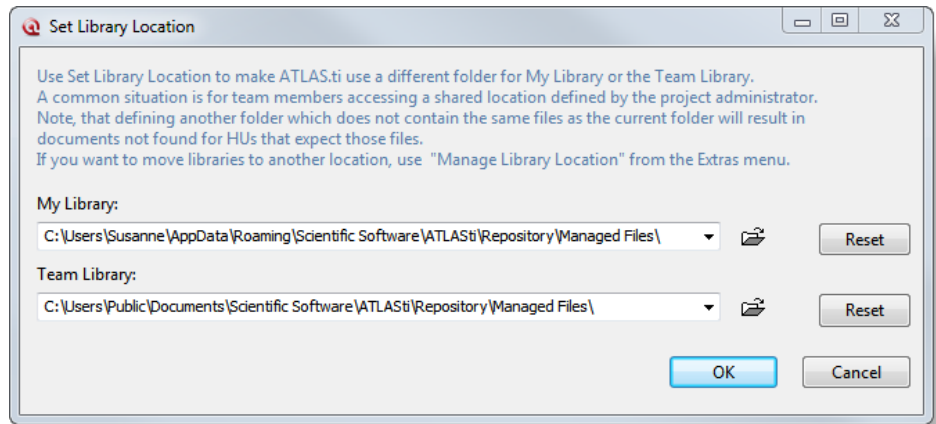 Set Library Location
Use Set Library Location to make ATLAS.ti use a different folder for My Library or the Team Library.
A common situation is for team members accessing a shared location defined by the project administrator.
Note, that defining another folder which does not contain the same files as the current folder will result in
documents not found for HUs that expect those files.
If you want to move libraries to another location, use "Manage Library Location" from the Extras menu.
My Library:
C:\Users\Susanne\AppData\Roaming\Scientific Software\ATLASti\Repository\Managed Files\
Reset
Team Library:
C:\Users\Public\Documents\Scientific Software\ATLASti\Repository\Managed Files\
Reset
OK
Cancel